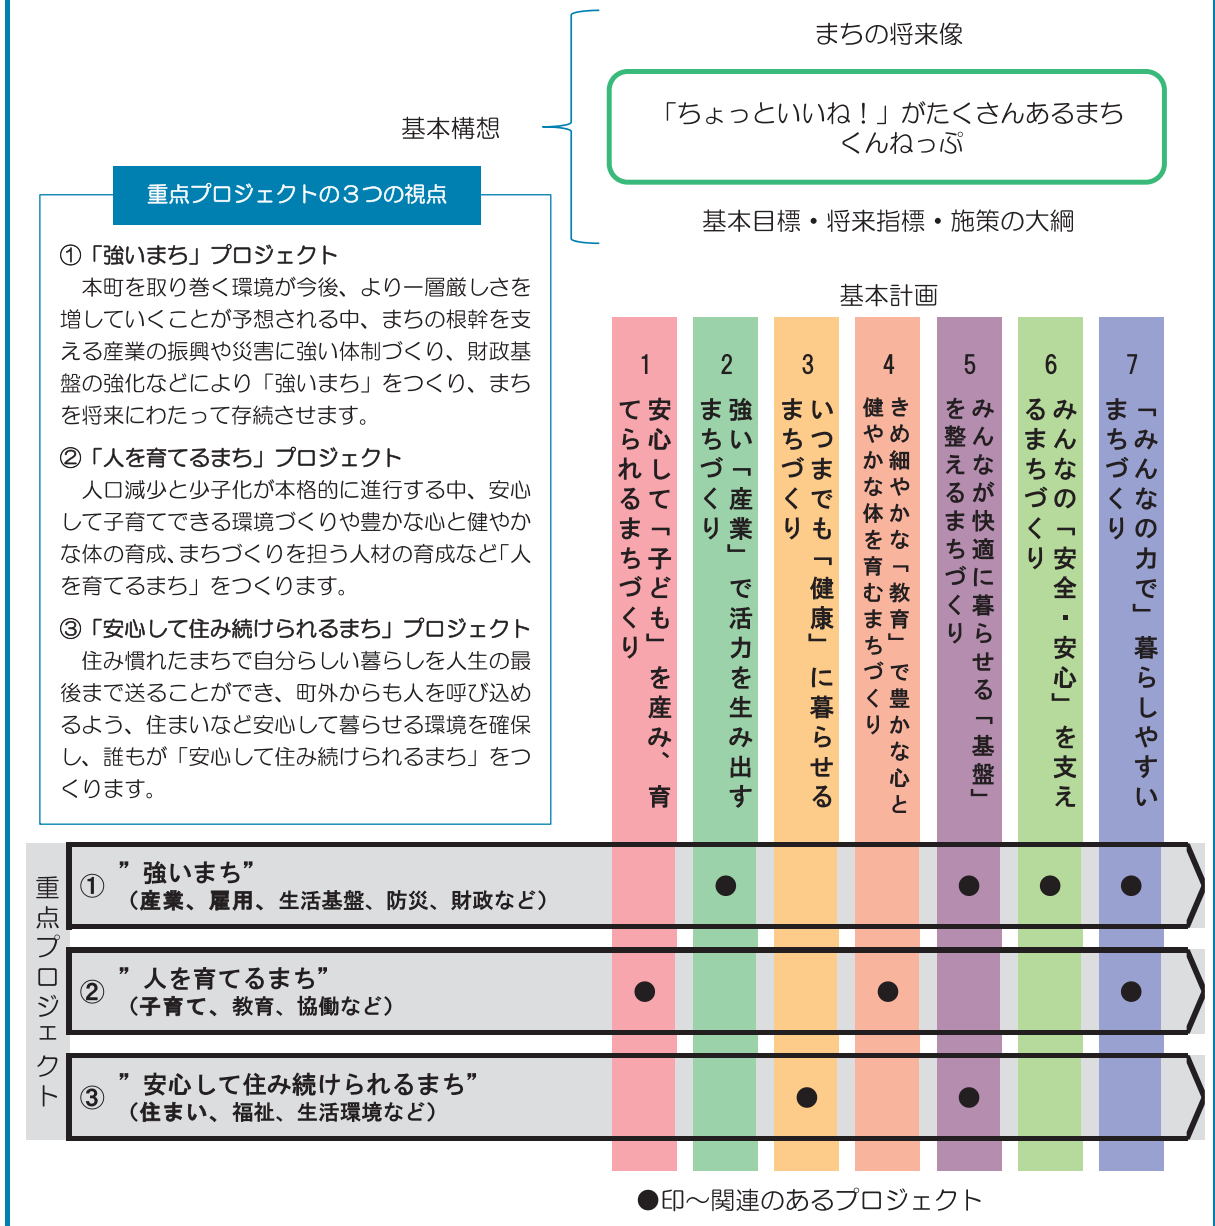 まちの将来像
「ちょっといいね！」がたくさんあるまち
くんねっぷ
基本構想
基本目標・将来指標・施策の大綱
重点プロジェクトの３つの視点
①「強いまち」プロジェクト
本町を取り巻く環境が今後、より一層厳しさを
増していくことが予想される中、まちの根幹を支
える産業の振興や災害に強い体制づくり、財政基
盤の強化などにより「強いまち」をつくり、まち
を将来にわたって存続させます。
②「人を育てるまち」プロジェクト
人口減少と少子化が本格的に進行する中、安心
して子育てできる環境づくりや豊かな心と健やか
な体の育成、まちづくりを担う人材の育成など「人
を育てるまち」をつくります。
③「安心して住み続けられるまち」プロジェクト
住み慣れたまちで自分らしい暮らしを人生の最
後まで送ることができ、町外からも人を呼び込め
るよう、住まいなど安心して暮らせる環境を確保
し、誰もが「安心して住み続けられるまち」をつ
くります。
基本計画
1
安心して「子ども」を産み、育
てられるまちづくり
2
強い「産業」で活力を生み出す
まちづくり
3
いつまでも「健康」に暮らせる
まちづくり
4
きめ細やかな「教育」で豊かな心と
健やかな体を育むまちづくり
5
みんなが快適に暮らせる「基盤」
を整えるまちづくり
6
みんなの「安全・安心」を支え
るまちづくり
7
「みんなの力で」暮らしやすい
まちづくり
重点プロジェクト
① ”強いまち”
（産業、雇用、生活基盤、防災、財政など）
● ● ● ●
② ”人を育てるまち”
（子育て、教育、協働など）
● ● ●
③ ”安心して住み続けられるまち”
（住まい、福祉、生活環境など）
● ●
●印～関連のあるプロジェクト